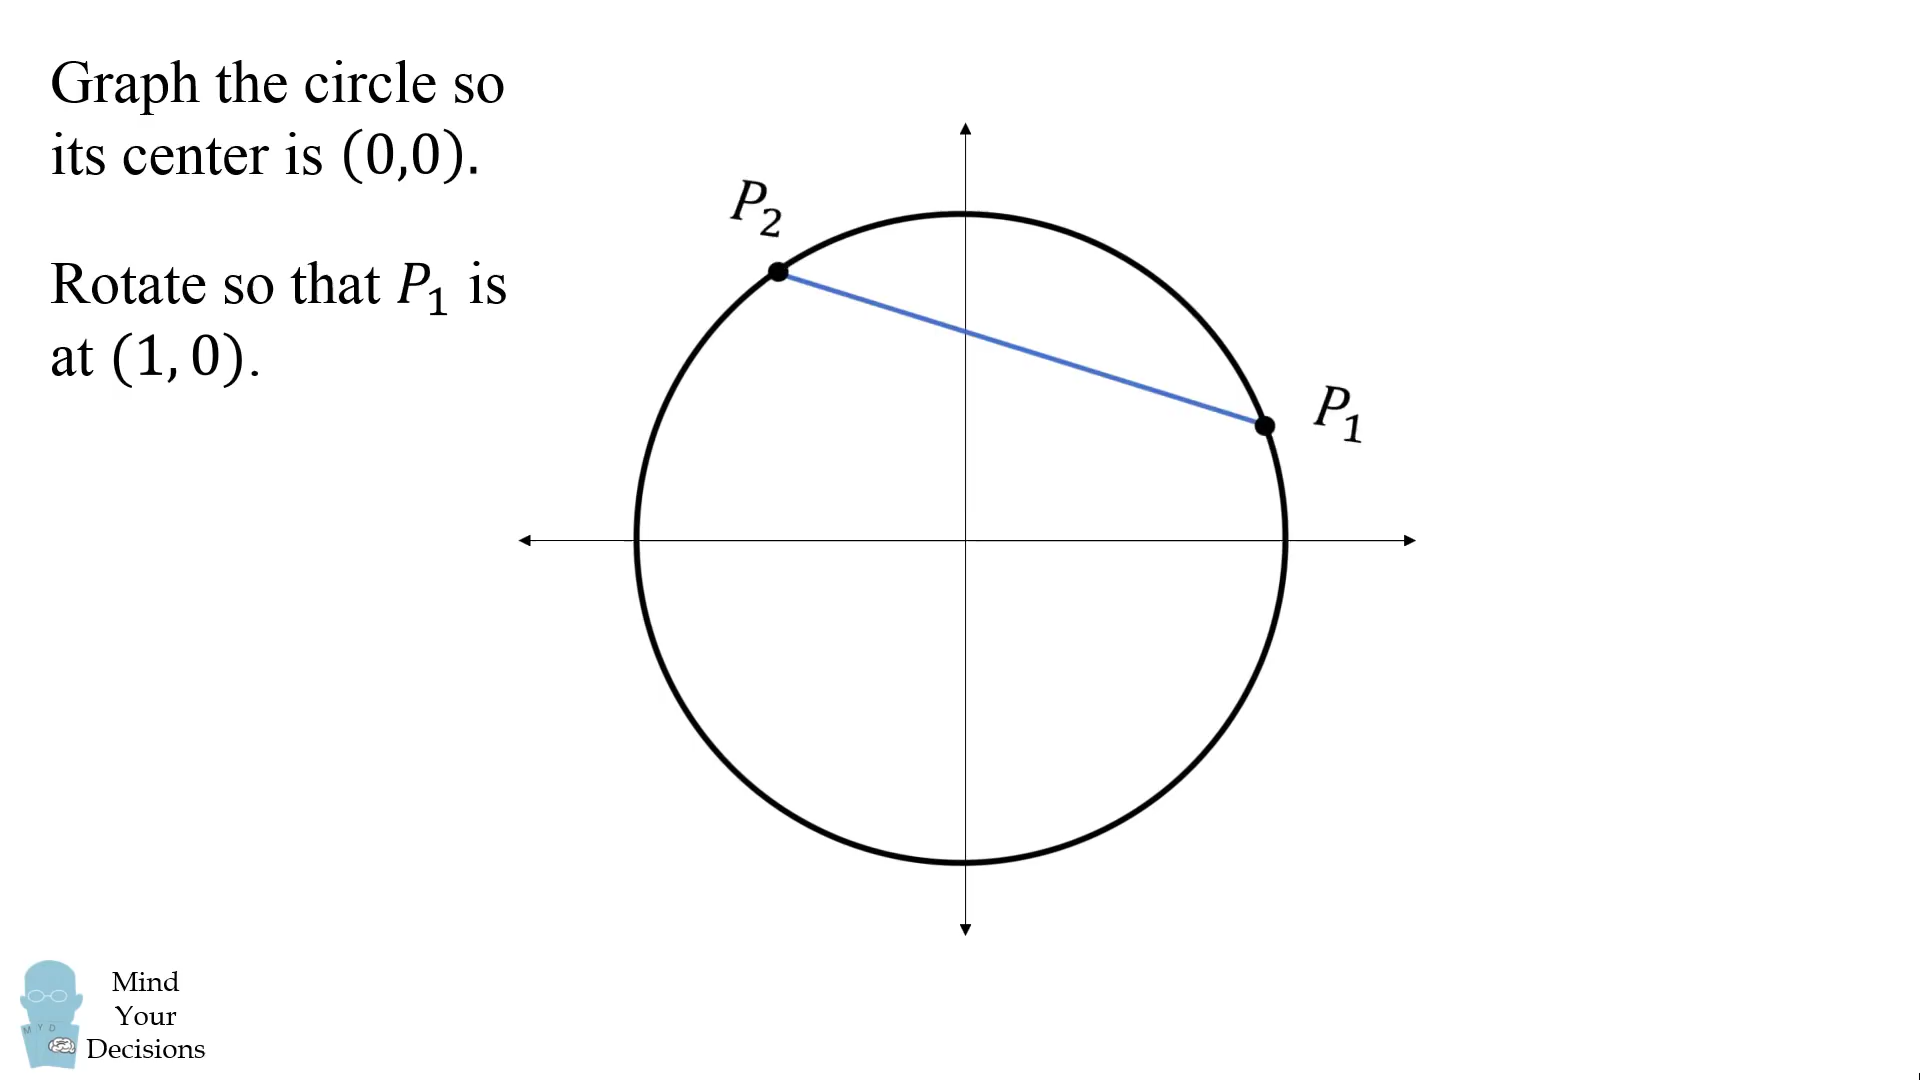 Graph the circle so
its center is (0,0).
Rotate so that P₁ is
at (1, 0).
P₂
P₁
M Y D
Mind
Your
Decisions